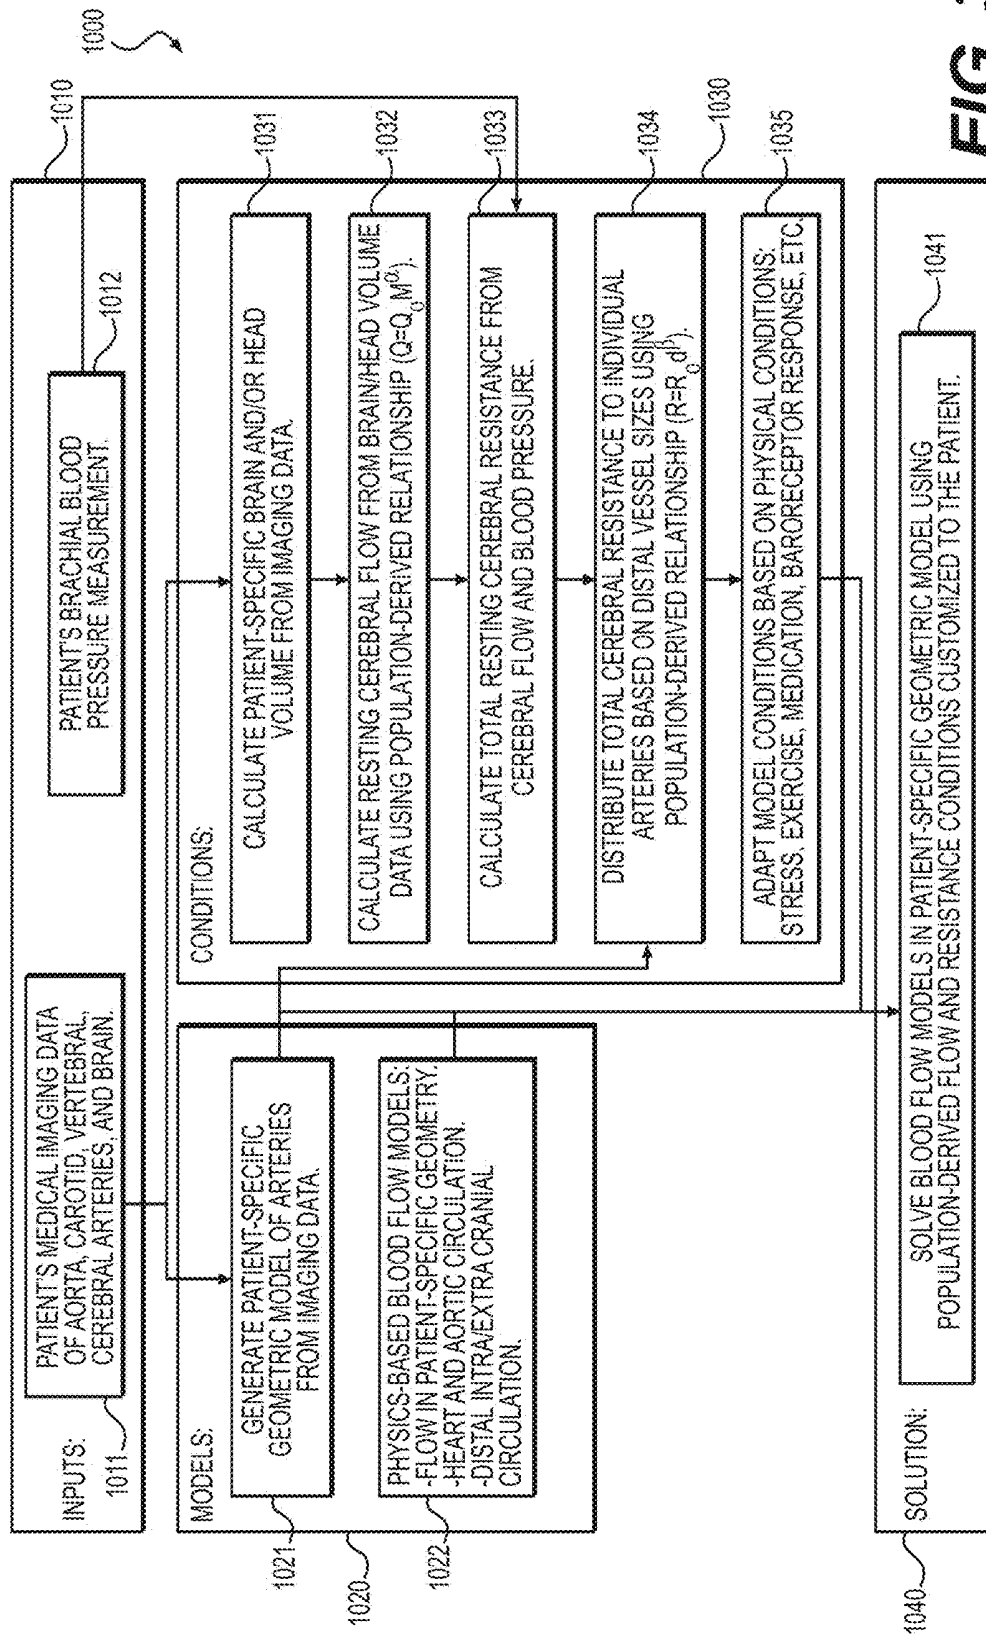 1000
INPUTS:
1010
PATIENT'S MEDICAL IMAGING DATA
OF AORTA, CAROTID, VERTEBRAL,
CEREBRAL ARTERIES, AND BRAIN.
1011
PATIENT'S BRACHIAL BLOOD
PRESSURE MEASUREMENT.
1012
MODELS:
GENERATE PATIENT-SPECIFIC
GEOMETRIC MODEL OF ARTERIES
FROM IMAGING DATA.
1021
PHYSICS-BASED BLOOD FLOW MODELS:
-FLOW IN PATIENT-SPECIFIC GEOMETRY.
-HEART AND AORTIC CIRCULATION.
-DISTAL INTRA/EXTRA CRANIAL
CIRCULATION.
1022
1020
CONDITIONS:
CALCULATE PATIENT-SPECIFIC BRAIN AND/OR HEAD
VOLUME FROM IMAGING DATA.
1031
CALCULATE RESTING CEREBRAL FLOW FROM BRAIN/HEAD VOLUME
DATA USING POPULATION-DERIVED RELATIONSHIP (Q=Q₀Mᵅ).
1032
CALCULATE TOTAL RESTING CEREBRAL RESISTANCE FROM
CEREBRAL FLOW AND BLOOD PRESSURE.
1033
DISTRIBUTE TOTAL CEREBRAL RESISTANCE TO INDIVIDUAL
ARTERIES BASED ON DISTAL VESSEL SIZES USING
POPULATION-DERIVED RELATIONSHIP (R=R₀d
).
1034
1030
ADAPT MODEL CONDITIONS BASED ON PHYSICAL CONDITIONS:
STRESS, EXERCISE, MEDICATION, BARORECEPTOR RESPONSE, ETC.
1035
SOLUTION:
1040
SOLVE BLOOD FLOW MODELS IN PATIENT-SPECIFIC GEOMETRIC MODEL USING
POPULATION-DERIVED FLOW AND RESISTANCE CONDITIONS CUSTOMIZED TO THE PATIENT.
1041
FIG.